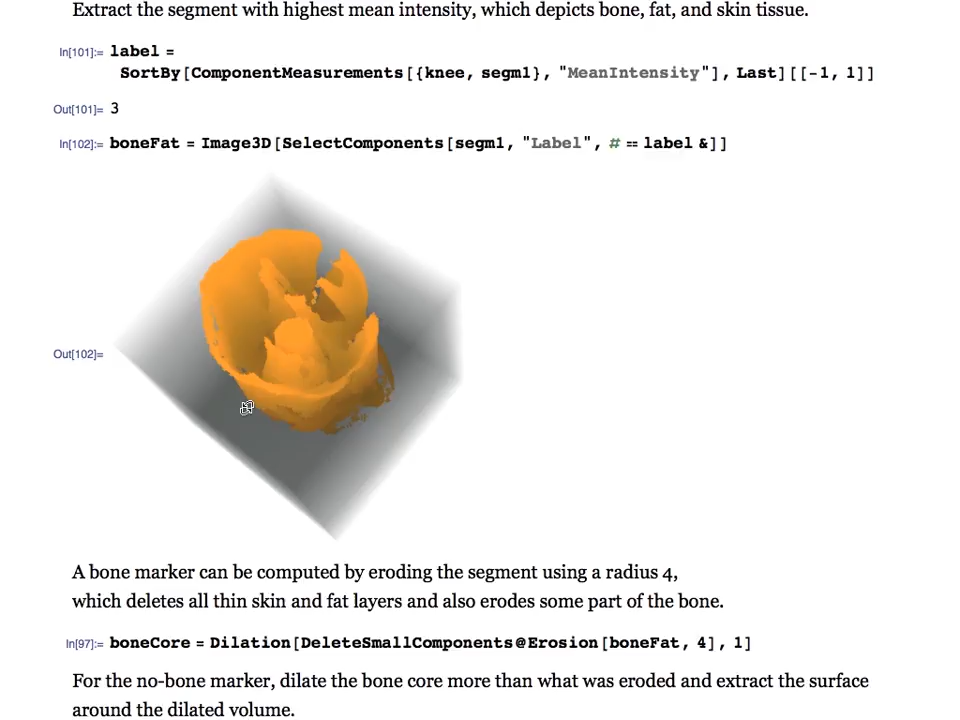 Extract the segment with highest mean intensity, which depicts bone, fat, and skin tissue.
In[101]:= label =
SortBy[ComponentMeasurements[{knee, segm1}, "MeanIntensity"], Last][[-1, 1]]
Out[101]= 3
In[102]:= boneFat = Image3D[SelectComponents[segm1, "Label", # == label &]]
Out[102]=
A bone marker can be computed by eroding the segment using a radius 4,
which deletes all thin skin and fat layers and also erodes some part of the bone.
In[97]:= boneCore = Dilation[DeleteSmallComponents@Erosion[boneFat, 4], 1]
For the no-bone marker, dilate the bone core more than what was eroded and extract the surface
around the dilated volume.